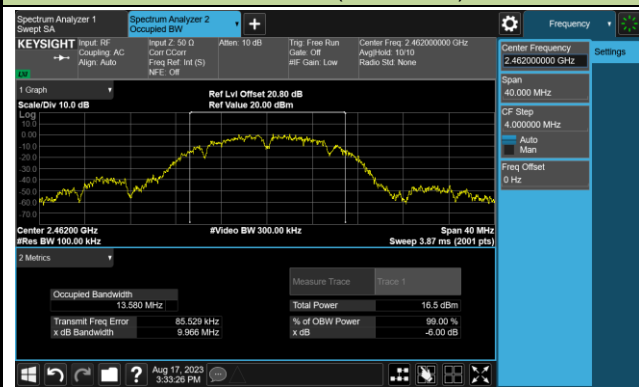 Spectrum Analyzer 1
Swept SA
Spectrum Analyzer 2
Occupied BW
Frequency
KEYSIGHT
Input: RF
Coupling: AC
Align: Auto
Input Z: 50 Ω
Corr CCorr
Freq Ref: Int (S)
NFE: Off
Atten: 10 dB
Trig: Free Run
Gate: Off
#IF Gain: Low
Center Freq: 2.462000000 GHz
Avg|Hold: 10/10
Radio Std: None
Center Frequency
2.462000000 GHz
Settings
Span
40.000 MHz
CF Step
4.000000 MHz
Auto
Man
Freq Offset
0 Hz
1 Graph
Scale/Div 10.0 dB
Ref Lvl Offset 20.80 dB
Ref Value 20.00 dBm
Log
10.0
0.00
-10.0
-20.0
-30.0
-40.0
-50.0
-60.0
-70.0
Center 2.46200 GHz
#Res BW 100.00 kHz
#Video BW 300.00 kHz
Span 40 MHz
Sweep 3.87 ms (2001 pts)
2 Metrics
Measure Trace
Trace 1
Occupied Bandwidth
13.580 MHz
Total Power
16.5 dBm
Transmit Freq Error
85.529 kHz
% of OBW Power
99.00 %
x dB Bandwidth
9.966 MHz
x dB
-6.00 dB
Aug 17, 2023
3:33:26 PM